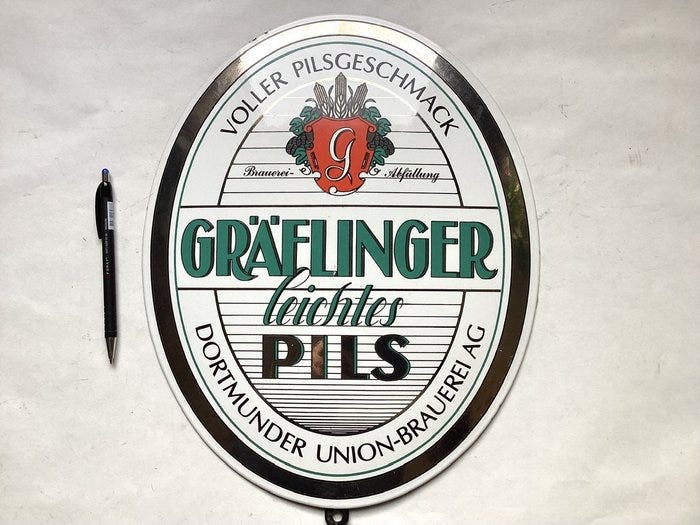 VOLLER PILSGESCHMACK
G
Brauerei- Abfüllung
GRÄFLINGER
leichtes
PILS
DORTMUNDER UNION-BRAUEREI AG